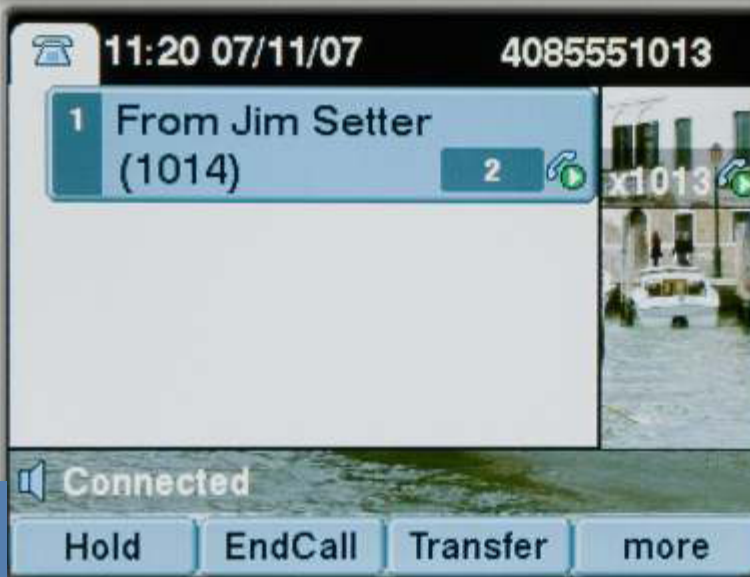 11:20 07/11/07 4085551013
1 From Jim Setter
(1014) 2
x1013
Connected
Hold EndCall Transfer more